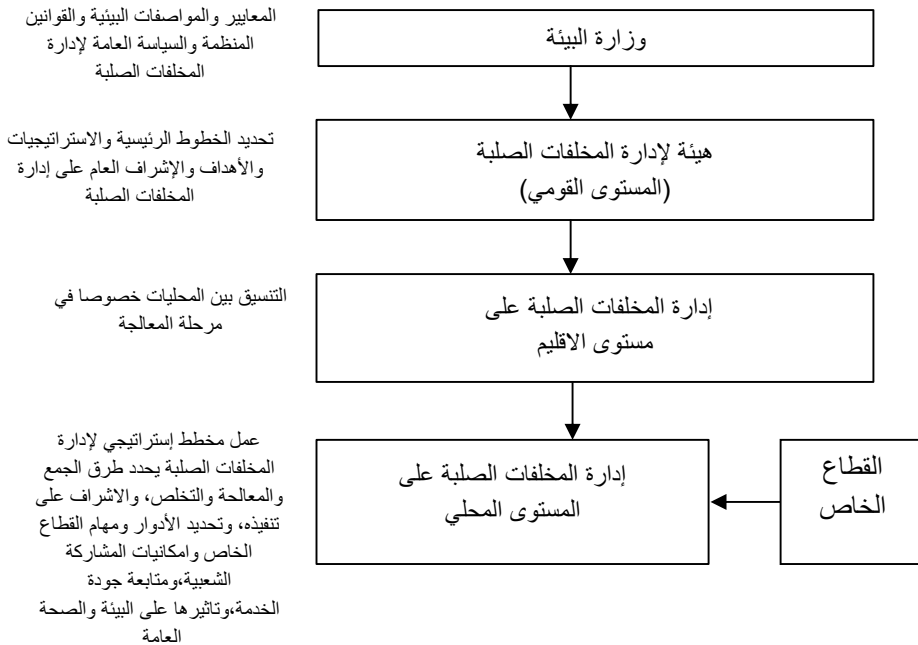 المعايير والمواصفات البيئية والقوانين
المنظمة والسياسة العامة لإدارة
المخلفات الصلبة
وزارة البيئة
تحديد الخطوط الرئيسية والاستراتيجيات
والأهداف والإشراف العام على إدارة
المخلفات الصلبة
هيئة لإدارة المخلفات الصلبة
(المستوى القومي)
التنسيق بين المحليات خصوصا في
مرحلة المعالجة
إدارة المخلفات الصلبة على
مستوى الاقليم
عمل مخطط إستراتيجي لإدارة
المخلفات الصلبة يحدد طرق الجمع
والمعالحة والتخلص، والاشراف على
تنفيذه، وتحديد الأدوار ومهام القطاع
الخاص وامكانيات المشاركة
الشعبية،ومتابعة جودة
الخدمة،وتاثيرها على البيئة والصحة
العامة
إدارة المخلفات الصلبة على
المستوى المحلي
القطاع
الخاص